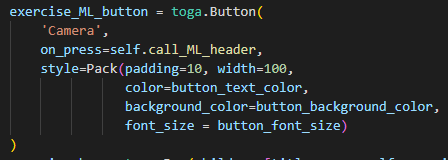 exercise_ML_button = toga.Button(
'Camera',
on_press=self.call_ML_header,
style=Pack(padding=10, width=100,
color=button_text_color,
background_color=button_background_color,
font_size = button_font_size)
)